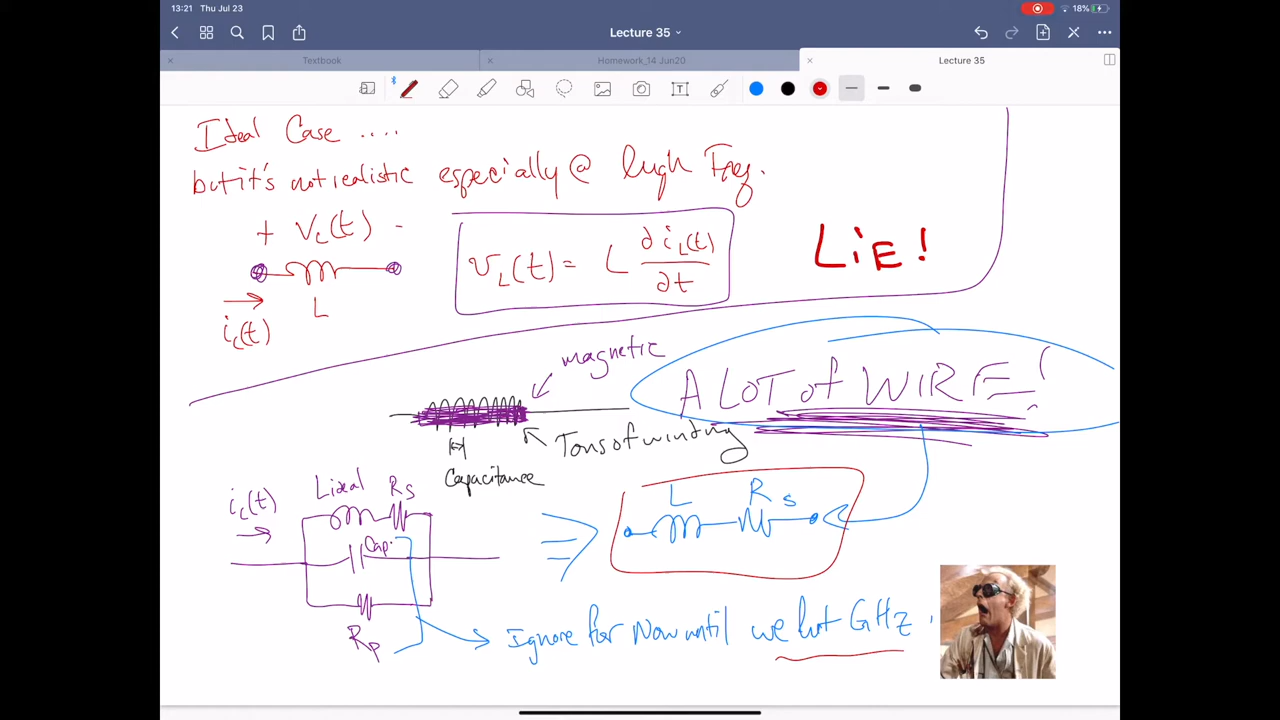 13:21 Thu Jul 23
18%
Lecture 35
Textbook
Homework_14 Jun20
Lecture 35
Ideal Case ....
but it's not realistic especially @ high Freq.
+ VL(t) -
vL(t) = L ∂iL(t)/∂t
LiE!
L
iL(t)
magnetic
A LOT of WIRE!
Tons of winding
Capacitance
iL(t)
Lideal Rs
L Rs
Cap.
⇒
Rp
Ignore for Now until we hit GHz.